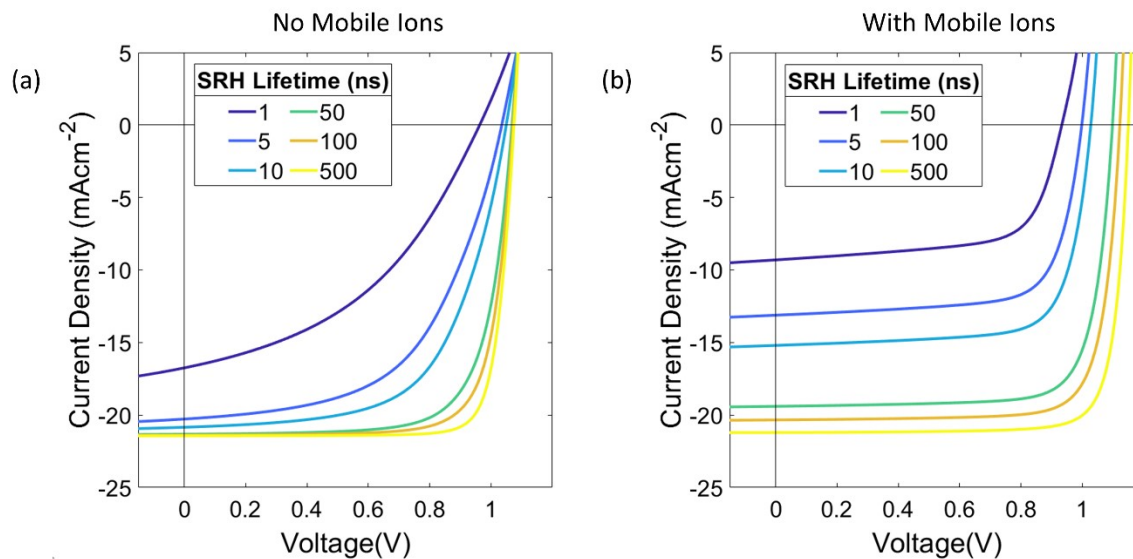 No Mobile Ions
(a)
SRH Lifetime (ns)
1 50
5 100
10 500
5
0
-5
-10
-15
-20
-25
Current Density (mAcm-2)
0 0.2 0.4 0.6 0.8 1
Voltage(V)
With Mobile Ions
(b)
SRH Lifetime (ns)
1 50
5 100
10 500
5
0
-5
-10
-15
-20
-25
Current Density (mAcm-2)
0 0.2 0.4 0.6 0.8 1
Voltage(V)